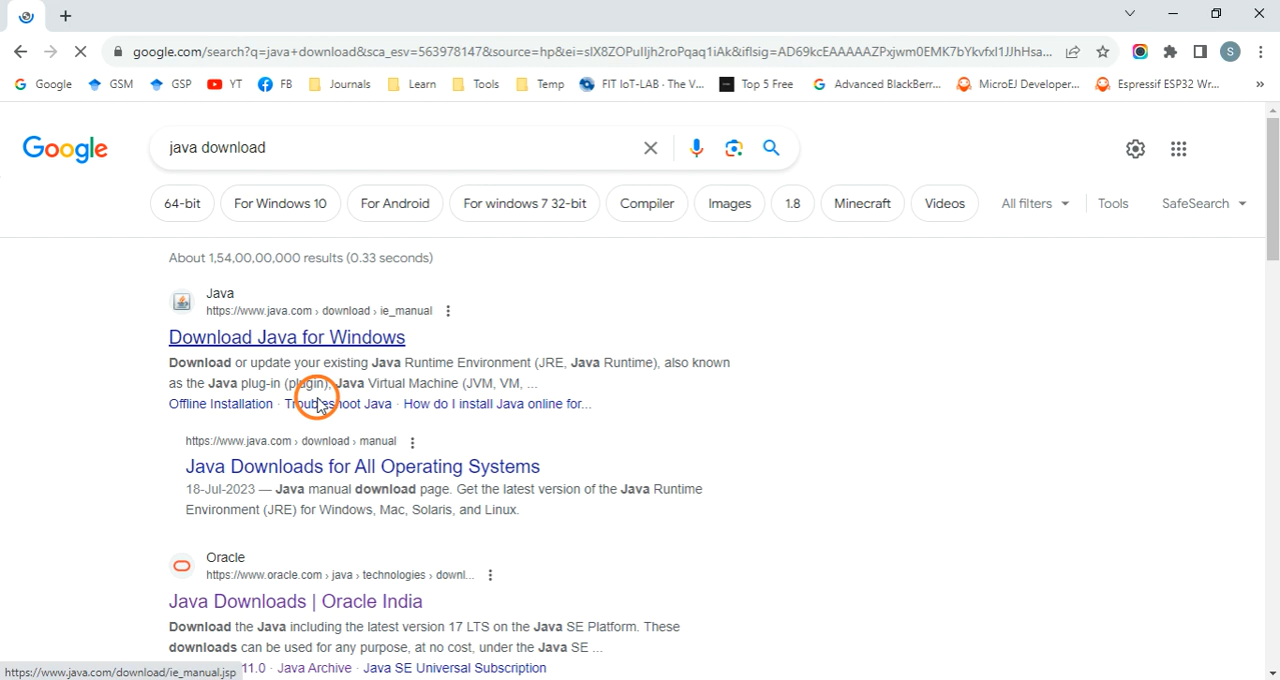 google.com/search?q=java+download&sca_esv=563978147&source=hp&ei=slX8ZOPulljh2roPqaq1iAk&iflsig=AD69kcEAAAAAZPxjwm0EMK7bYkvfxl1JJhHsa...
Google GSM GSP YT FB Journals Learn Tools Temp FIT IoT-LAB - The V... Top 5 Free Advanced BlackBerr... MicroEJ Developer... Espressif ESP32 Wr... »
Google java download
64-bit For Windows 10 For Android For windows 7 32-bit Compiler Images 1.8 Minecraft Videos All filters Tools SafeSearch
About 1,54,00,00,000 results (0.33 seconds)
Java
https://www.java.com › download › ie_manual
Download Java for Windows
Download or update your existing Java Runtime Environment (JRE, Java Runtime), also known
as the Java plug-in (plugin), Java Virtual Machine (JVM, VM, ...
Offline Installation · Troubleshoot Java · How do I install Java online for...
https://www.java.com › download › manual
Java Downloads for All Operating Systems
18-Jul-2023 — Java manual download page. Get the latest version of the Java Runtime
Environment (JRE) for Windows, Mac, Solaris, and Linux.
Oracle
https://www.oracle.com › java › technologies › downl...
Java Downloads | Oracle India
Download the Java including the latest version 17 LTS on the Java SE Platform. These
downloads can be used for any purpose, at no cost, under the Java SE ...
11.0 · Java Archive · Java SE Universal Subscription
https://www.java.com/download/ie_manual.jsp
S